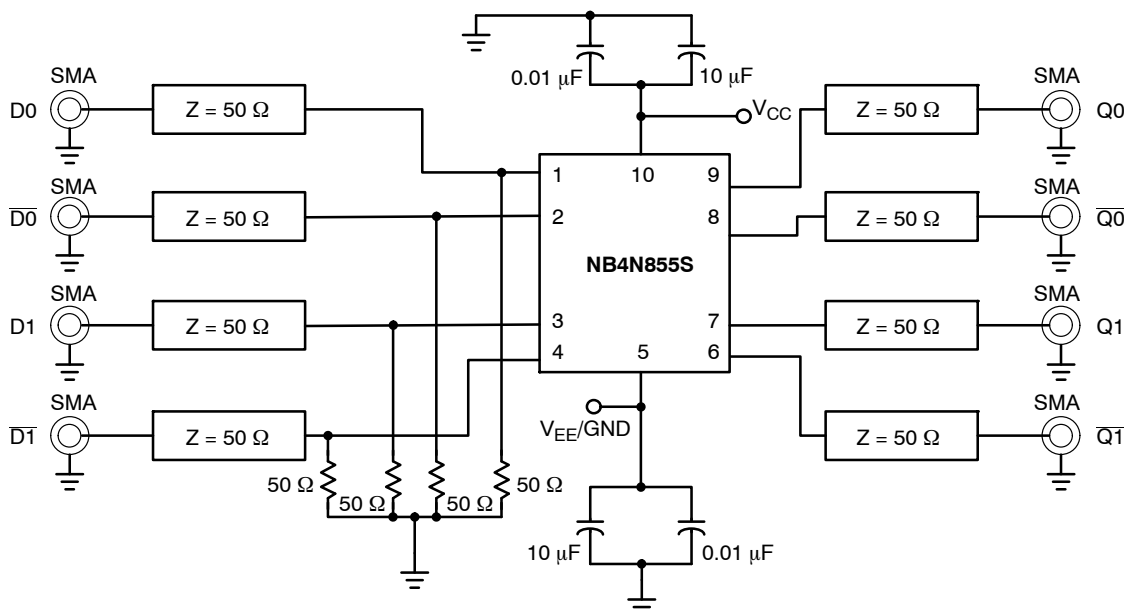 0.01 μF
10 μF
SMA
D0
Z = 50 Ω
V_CC
Z = 50 Ω
SMA
Q0
1
10
9
SMA
D̅0̅
Z = 50 Ω
2
8
Z = 50 Ω
SMA
Q̅0̅
NB4N855S
SMA
D1
Z = 50 Ω
3
7
Z = 50 Ω
SMA
Q1
4
5
6
SMA
D̅1̅
Z = 50 Ω
V_EE/GND
Z = 50 Ω
SMA
Q̅1̅
50 Ω
50 Ω
50 Ω
50 Ω
10 μF
0.01 μF